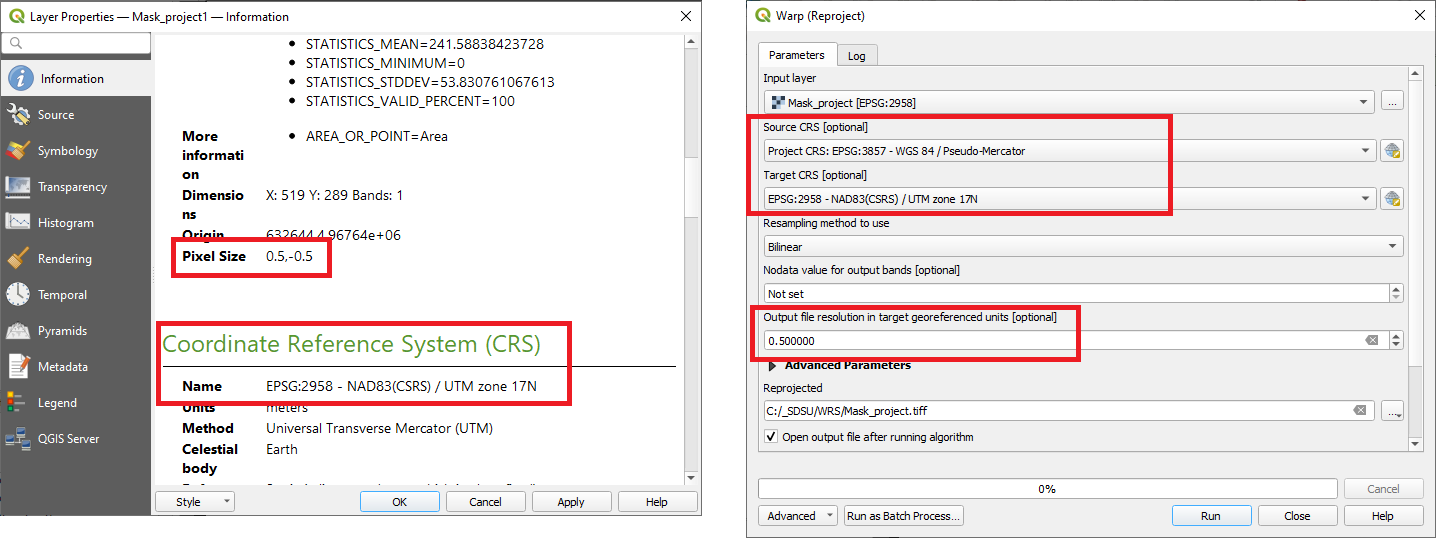 Layer Properties — Mask_project1 — Information
Information
Source
Symbology
Transparency
Histogram
Rendering
Temporal
Pyramids
Metadata
Legend
QGIS Server
STATISTICS_MEAN=241.58838423728
STATISTICS_MINIMUM=0
STATISTICS_STDDEV=53.830761067613
STATISTICS_VALID_PERCENT=100
More
informati
on
AREA_OR_POINT=Area
Dimensio
ns
X: 519 Y: 289 Bands: 1
Origin
632644,4.96764e+06
Pixel Size
0.5,-0.5
Coordinate Reference System (CRS)
Name
EPSG:2958 - NAD83(CSRS) / UTM zone 17N
Units
meters
Method
Universal Transverse Mercator (UTM)
Celestial
body
Earth
Style
OK
Cancel
Apply
Help
Warp (Reproject)
Parameters
Log
Input layer
Mask_project [EPSG:2958]
...
Source CRS [optional]
Project CRS: EPSG:3857 - WGS 84 / Pseudo-Mercator
Target CRS [optional]
EPSG:2958 - NAD83(CSRS) / UTM zone 17N
Resampling method to use
Bilinear
Nodata value for output bands [optional]
Not set
Output file resolution in target georeferenced units [optional]
0.500000
Advanced Parameters
Reprojected
C:/_SDSU/WRS/Mask_project.tiff
...
Open output file after running algorithm
0%
Cancel
Advanced
Run as Batch Process...
Run
Close
Help